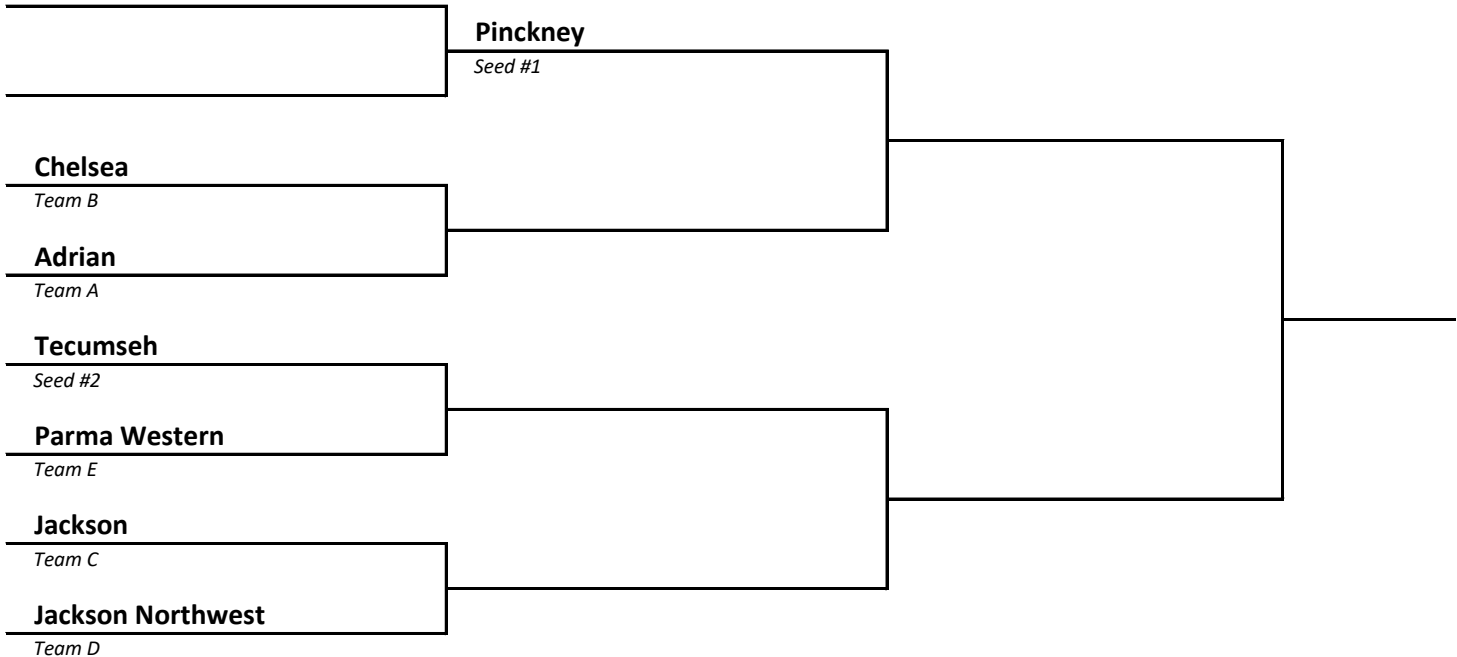 Pinckney
Seed #1
Chelsea
Team B
Adrian
Team A
Tecumseh
Seed #2
Parma Western
Team E
Jackson
Team C
Jackson Northwest
Team D